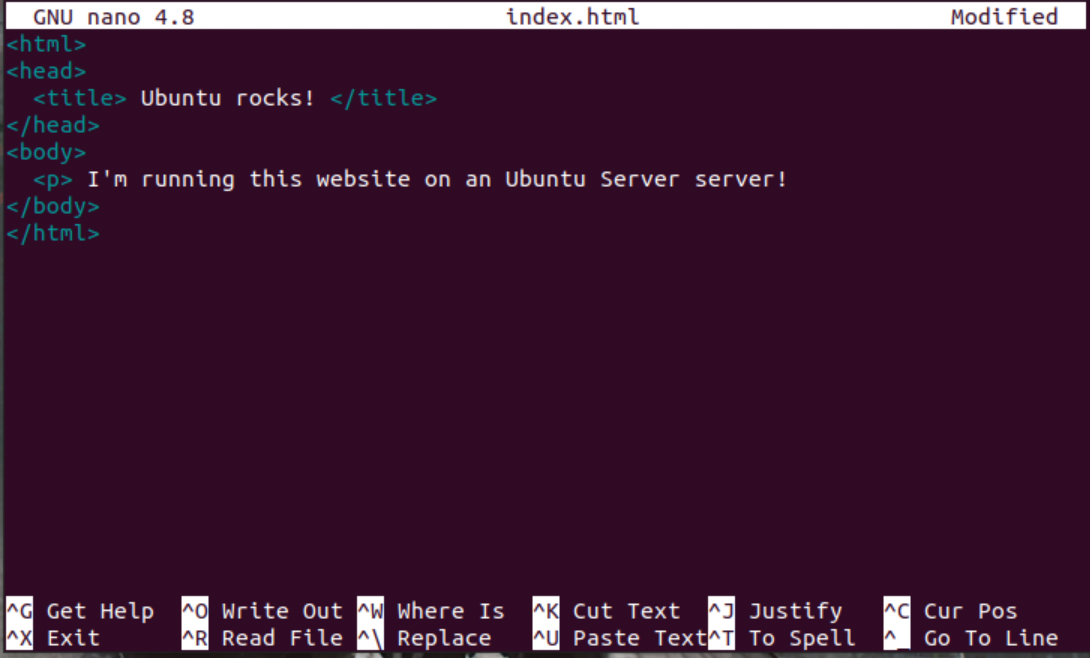 GNU nano 4.8 index.html Modified
<html>
<head>
  <title> Ubuntu rocks! </title>
</head>
<body>
  <p> I'm running this website on an Ubuntu Server server!
</body>
</html>
^G Get Help ^O Write Out ^W Where Is ^K Cut Text ^J Justify ^C Cur Pos
^X Exit ^R Read File ^\ Replace ^U Paste Text^T To Spell ^_ Go To Line